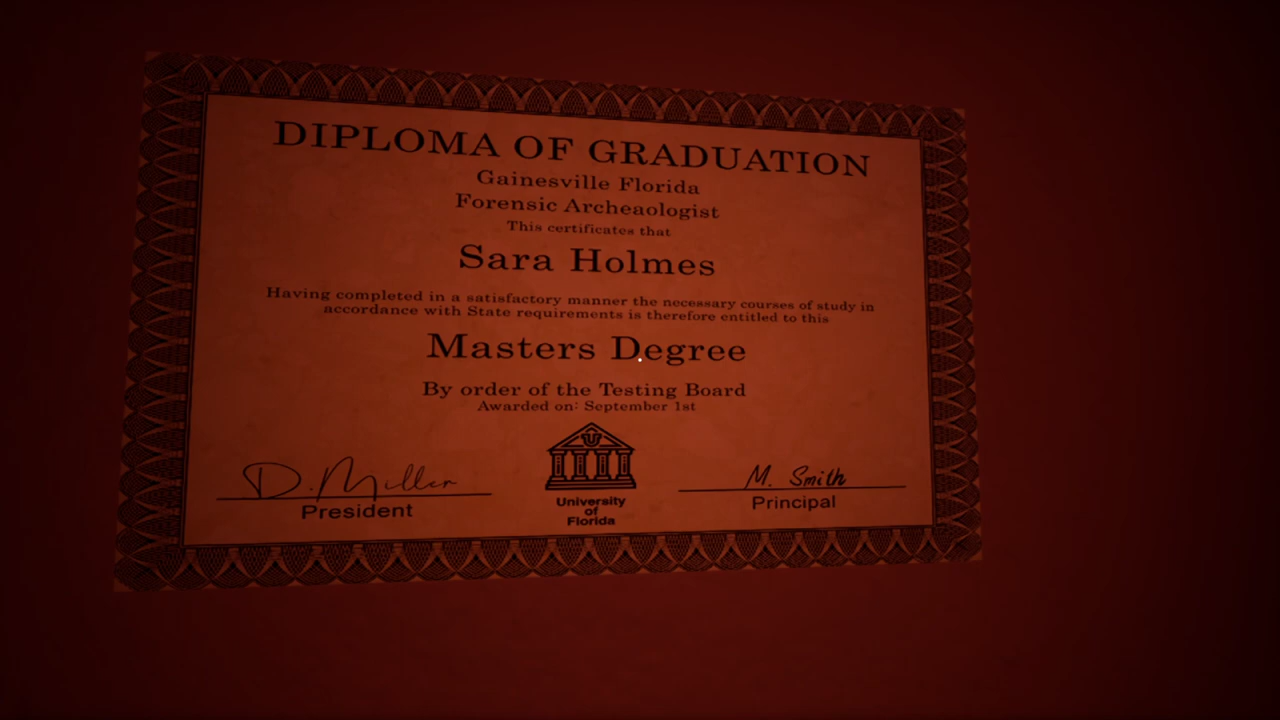 DIPLOMA OF GRADUATION
Gainesville Florida
Forensic Archeaologist
This certificates that
Sara Holmes
Having completed in a satisfactory manner the necessary courses of study in
accordance with State requirements is therefore entitled to this
Masters Degree
By order of the Testing Board
Awarded on: September 1st
D. Miller
President
University
of
Florida
M. Smith
Principal